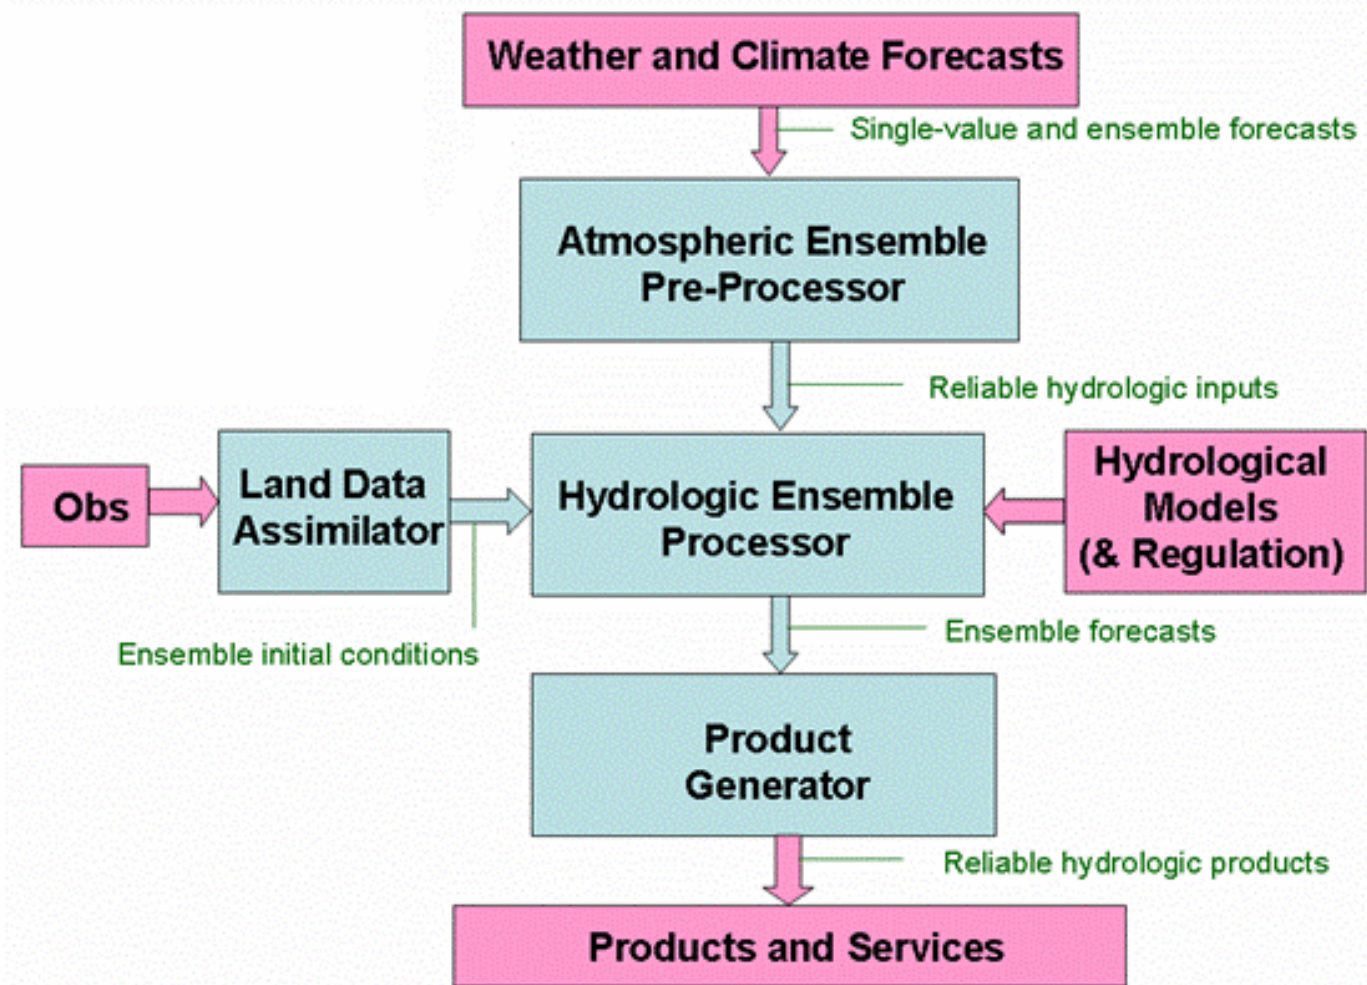 Weather and Climate Forecasts
Single-value and ensemble forecasts
Atmospheric Ensemble
Pre-Processor
Reliable hydrologic inputs
Obs
Land Data
Assimilator
Hydrologic Ensemble
Processor
Hydrological
Models
(& Regulation)
Ensemble initial conditions
Ensemble forecasts
Product
Generator
Reliable hydrologic products
Products and Services